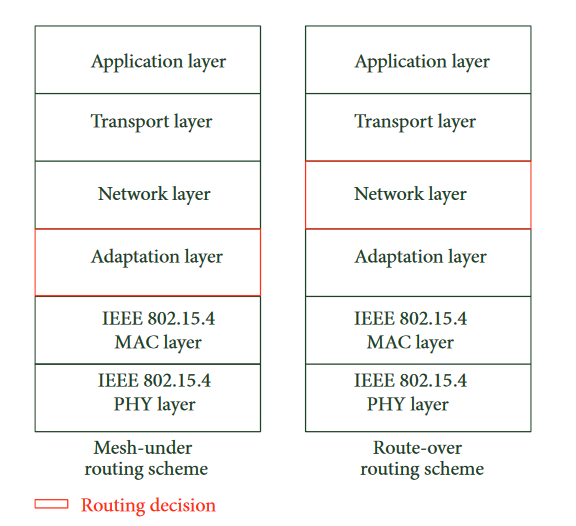 Application layer
Transport layer
Network layer
Adaptation layer
IEEE 802.15.4
MAC layer
IEEE 802.15.4
PHY layer
Mesh-under
routing scheme
Application layer
Transport layer
Network layer
Adaptation layer
IEEE 802.15.4
MAC layer
IEEE 802.15.4
PHY layer
Route-over
routing scheme
Routing decision